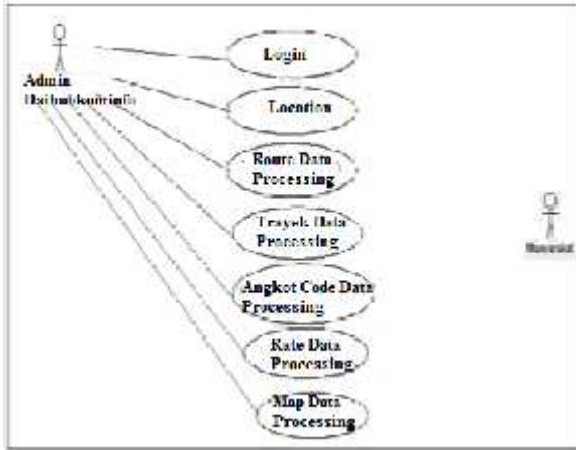 Login
Admin
Location
Route Data
Processing
Trayek Data
Processing
Angkot Code Data
Processing
Rate Data
Processing
Map Data
Processing